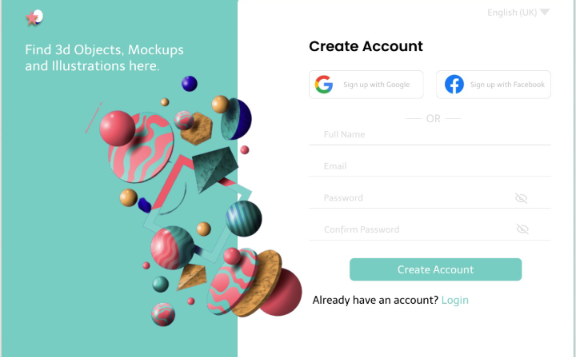 English (UK)
Find 3d Objects, Mockups
and Illustrations here.
Create Account
Sign up with Google
Sign up with Facebook
OR
Full Name
Email
Password
Confirm Password
Create Account
Already have an account? Login